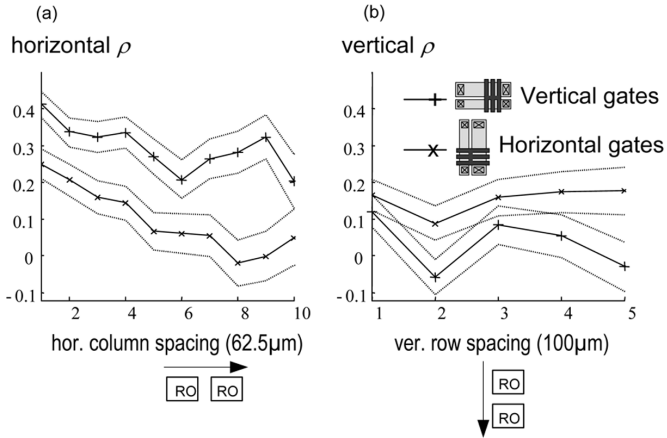 (a)
horizontal ρ
0.4
0.3
0.2
0.1
0
-0.1
2
4
6
8
10
hor. column spacing (62.5µm)
RO
RO
(b)
vertical ρ
Vertical gates
Horizontal gates
0.4
0.3
0.2
0.1
0
-0.1
1
2
3
4
5
ver. row spacing (100µm)
RO
RO